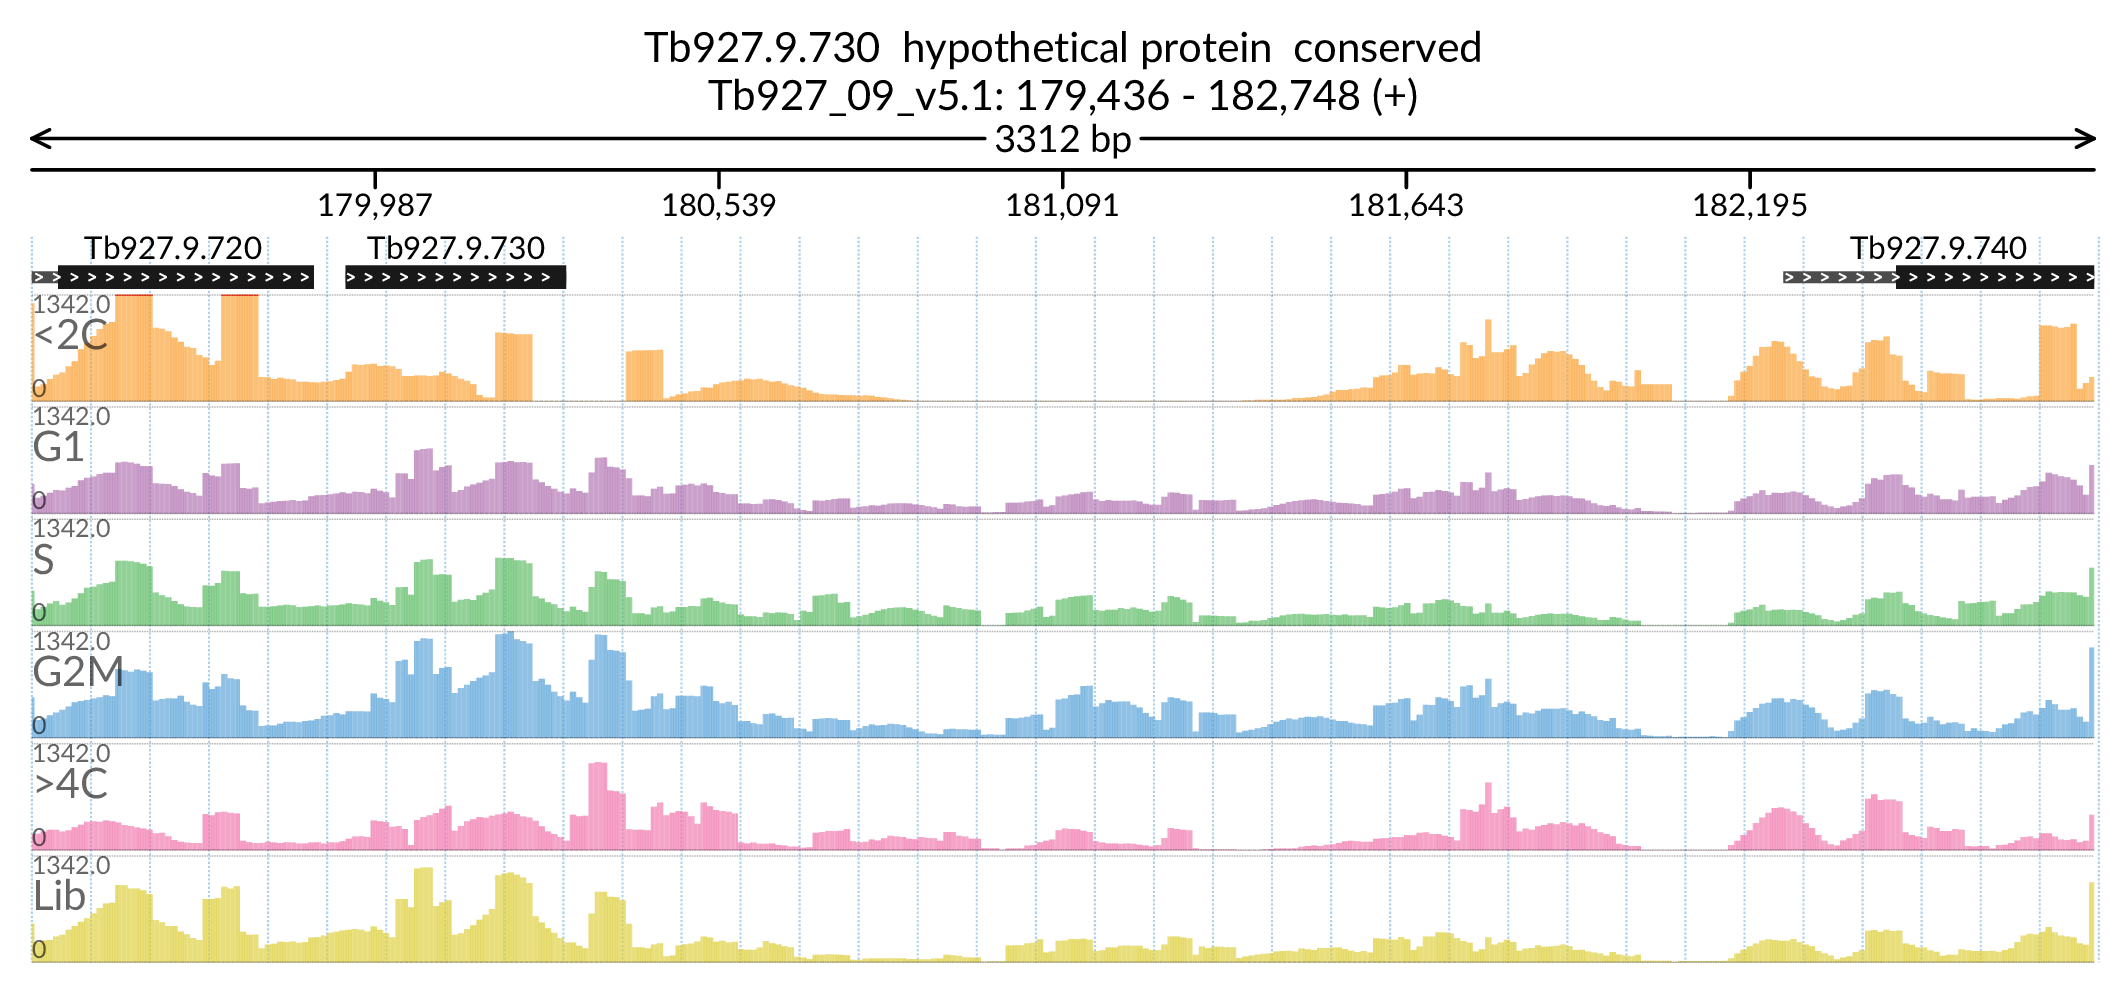 Tb927.9.730 hypothetical protein conserved
Tb927_09_v5.1: 179,436 - 182,748 (+)
3312 bp
179,987 180,539 181,091 181,643 182,195
Tb927.9.720 Tb927.9.730 Tb927.9.740
1342.0
<2C
0
1342.0
G1
0
1342.0
S
0
1342.0
G2M
0
1342.0
>4C
0
1342.0
Lib
0